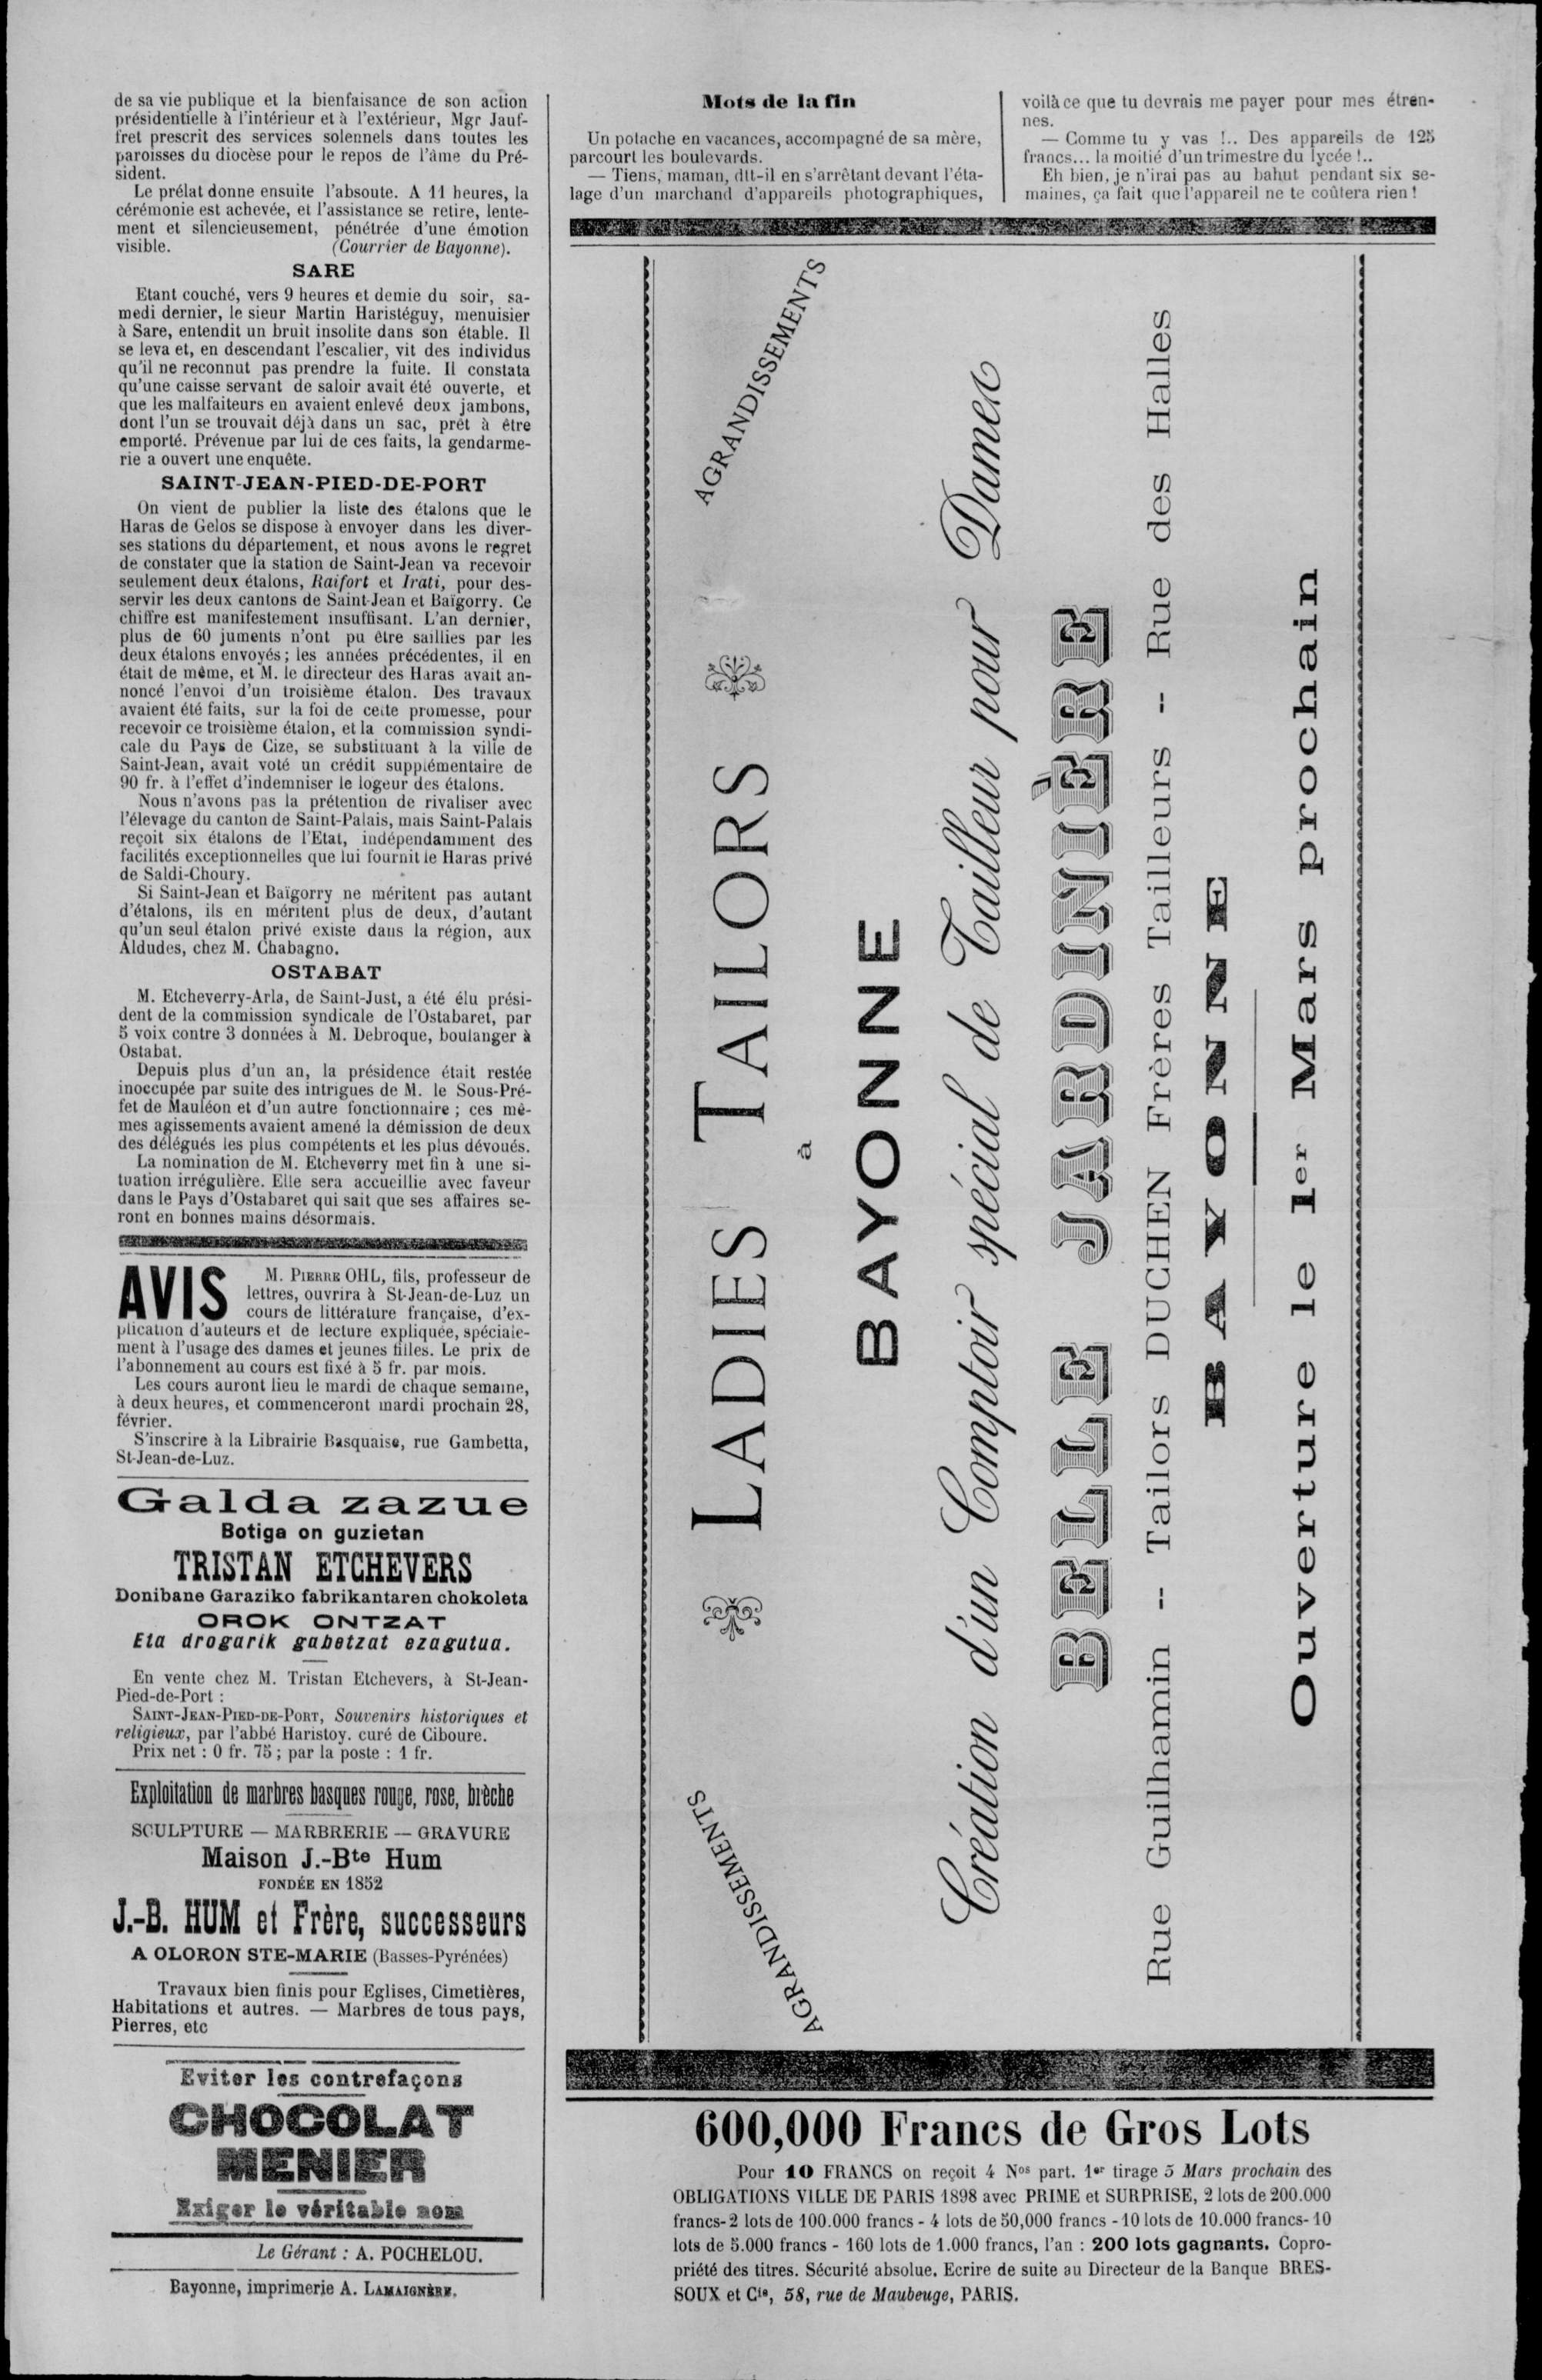 de sa vie publique et la bienfaisance de son action
présidentielle à l'intérieur et à l'extérieur, Mgr Jauf-
fret prescrit des services solennels dans toutes les
paroisses du diocèse pour le repos de l'âme du Pré-
sident.
Le prélat donne ensuite l'absoute. A 11 heures, la
cérémonie est achevée, et l'assistance se retire, lente-
ment et silencieusement, pénétrée d'une émotion
visible. (Courrier de Bayonne).
SARE
Etant couché, vers 9 heures et demie du soir, sa-
medi dernier, le sieur Martin Haristéguy, menuisier
à Sare, entendit un bruit insolite dans son étable. Il
se leva et, en descendant l'escalier, vit des individus
qu'il ne reconnut pas prendre la fuite. Il constata
qu'une caisse servant de saloir avait été ouverte, et
que les malfaiteurs en avaient enlevé deux jambons,
dont l'un se trouvait déjà dans un sac, prêt à être
emporté. Prévenue par lui de ces faits, la gendarme-
rie a ouvert une enquête.
SAINT-JEAN-PIED-DE-PORT
On vient de publier la liste des étalons que le
Haras de Gelos se dispose à envoyer dans les diver-
ses stations du département, et nous avons le regret
de constater que la station de Saint-Jean va recevoir
seulement deux étalons, Raifort et Irati, pour des-
servir les deux cantons de Saint-Jean et Baïgorry. Ce
chiffre est manifestement insuffisant. L'an dernier,
plus de 60 juments n'ont pu être saillies par les
deux étalons envoyés; les années précédentes, il en
était de même, et M. le directeur des Haras avait an-
noncé l'envoi d'un troisième étalon. Des travaux
avaient été faits, sur la foi de cette promesse, pour
recevoir ce troisième étalon, et la commission syndi-
cale du Pays de Cize, se substituant à la ville de
Saint-Jean, avait voté un crédit supplémentaire de
90 fr. à l'effet d'indemniser le logeur des étalons.
Nous n'avons pas la prétention de rivaliser avec
l'élevage du canton de Saint-Palais, mais Saint-Palais
reçoit six étalons de l'Etat, indépendamment des
facilités exceptionnelles que lui fournit le Haras privé
de Saldi-Choury.
Si Saint-Jean et Baïgorry ne méritent pas autant
d'étalons, ils en méritent plus de deux, d'autant
qu'un seul étalon privé existe dans la région, aux
Aldudes, chez M. Chabagno.
OSTABAT
M. Etcheverry-Arla, de Saint-Just, a été élu prési-
dent de la commission syndicale de l'Ostabaret, par
5 voix contre 3 données à M. Debroque, boulanger à
Ostabat.
Depuis plus d'un an, la présidence était restée
inoccupée par suite des intrigues de M. le Sous-Pré-
fet de Mauléon et d'un autre fonctionnaire ; ces mê-
mes agissements avaient amené la démission de deux
des délégués les plus compétents et les plus dévoués.
La nomination de M. Etcheverry met fin à une si-
tuation irrégulière. Elle sera accueillie avec faveur
dans le Pays d'Ostabaret qui sait que ses affaires se-
ront en bonnes mains désormais.
AVIS M. PIERRE OHL, fils, professeur de
lettres, ouvrira à St-Jean-de-Luz un
cours de littérature française, d'ex-
plication d'auteurs et de lecture expliquée, spéciale-
ment à l'usage des dames et jeunes filles. Le prix de
l'abonnement au cours est fixé à 5 fr. par mois.
Les cours auront lieu le mardi de chaque semaine,
à deux heures, et commenceront mardi prochain 28,
février.
S'inscrire à la Librairie Basquaise, rue Gambetta,
St-Jean-de-Luz.
Galda zazue
Botiga on guzietan
TRISTAN ETCHEVERS
Donibane Garaziko fabrikantaren chokoleta
OROK ONTZAT
Eta drogarik gabetzat ezagutua.
En vente chez M. Tristan Etchevers, à St-Jean-
Pied-de-Port :
SAINT-JEAN-PIED-DE-PORT, Souvenirs historiques et
religieux, par l'abbé Haristoy. curé de Ciboure.
Prix net : 0 fr. 75 ; par la poste : 1 fr.
Exploitation de marbres basques rouge, rose, brèche
SCULPTURE — MARBRERIE — GRAVURE
Maison J.-Bte Hum
FONDÉE EN 1852
J.-B. HUM et Frère, successeurs
A OLORON STE-MARIE (Basses-Pyrénées)
Travaux bien finis pour Eglises, Cimetières,
Habitations et autres. — Marbres de tous pays,
Pierres, etc
Eviter les contrefaçons
CHOCOLAT
MENIER
Exiger le véritable nom
Le Gérant : A. POCHELOU.
Bayonne, imprimerie A. LAMAIGNÈRE.
Mots de la fin
Un potache en vacances, accompagné de sa mère,
parcourt les boulevards.
— Tiens, maman, dit-il en s'arrêtant devant l'éta-
lage d'un marchand d'appareils photographiques,
voilà ce que tu devrais me payer pour mes étren-
nes.
— Comme tu y vas !.. Des appareils de 125
francs... la moitié d'un trimestre du lycée !..
Eh bien, je n'irai pas au bahut pendant six se-
maines, ça fait que l'appareil ne te coûtera rien !
AGRANDISSEMENTS
AGRANDISSEMENTS
LADIES TAILORS
à
BAYONNE
Création d'un Comptoir spécial de Tailleur pour Dames
BELLE JARDINIÈRE
Rue Guilhamin -- Tailors DUCHEN Frères Tailleurs -- Rue des Halles
BAYONNE
Ouverture le 1er Mars prochain
600,000 Francs de Gros Lots
Pour 10 FRANCS on reçoit 4 Nos part. 1er tirage 5 Mars prochain des
OBLIGATIONS VILLE DE PARIS 1898 avec PRIME et SURPRISE, 2 lots de 200.000
francs- 2 lots de 100.000 francs - 4 lots de 50,000 francs - 10 lots de 10.000 francs- 10
lots de 5.000 francs - 160 lots de 1.000 francs, l'an : 200 lots gagnants. Copro-
priété des titres. Sécurité absolue. Ecrire de suite au Directeur de la Banque BRES-
SOUX et Cie, 58, rue de Maubeuge, PARIS.